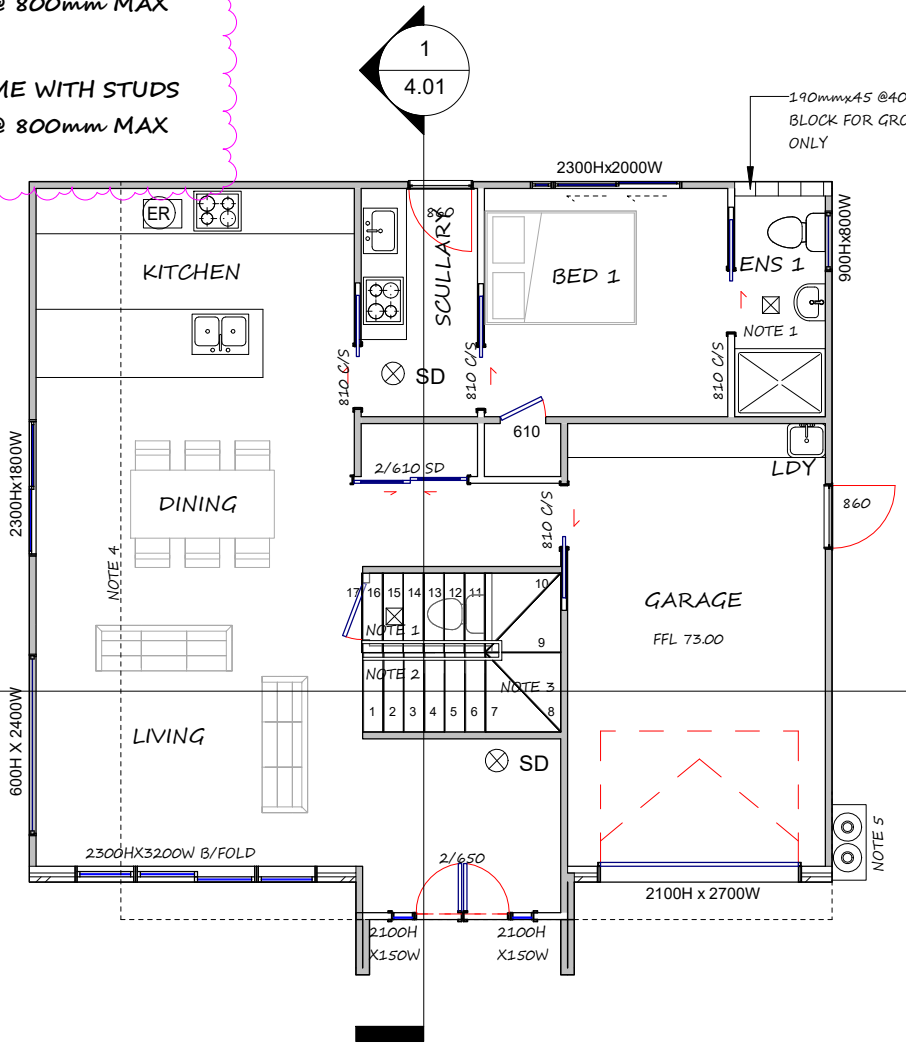 @ 800mm MAX
ME WITH STUDS
@ 800mm MAX
1
4.01
190mmx45 @40
BLOCK FOR GRO
ONLY
2300Hx2000W
900Hx800W
ER
KITCHEN
SCULLARY
860
BED 1
ENS 1
NOTE 1
810 C/S
SD
810 C/S
810 C/S
610
2/610 SD
LDY
2300Hx1800W
DINING
NOTE 4
810 C/S
860
GARAGE
FFL 73.00
17 16 15 14 13 12 11 10
NOTE 1
9
NOTE 2
NOTE 3
1 2 3 4 5 6 7 8
600H X 2400W
LIVING
SD
NOTE 5
2300HX3200W B/FOLD
2/650
2100H x 2700W
2100H
X150W
2100H
X150W